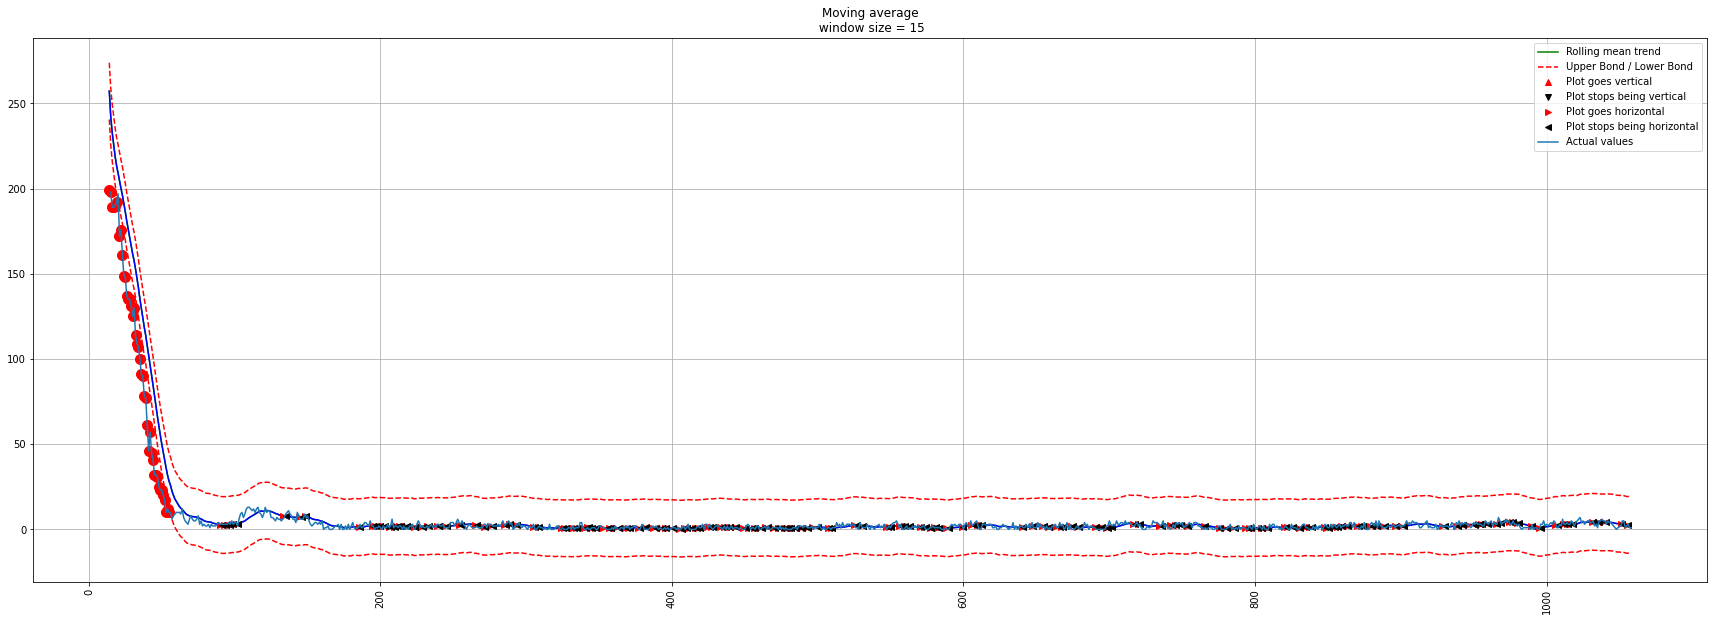 Moving average
window size = 15
Rolling mean trend
Upper Bond / Lower Bond
Plot goes vertical
Plot stops being vertical
Plot goes horizontal
Plot stops being horizontal
Actual values
250
200
150
100
50
0
0
200
400
600
800
1000